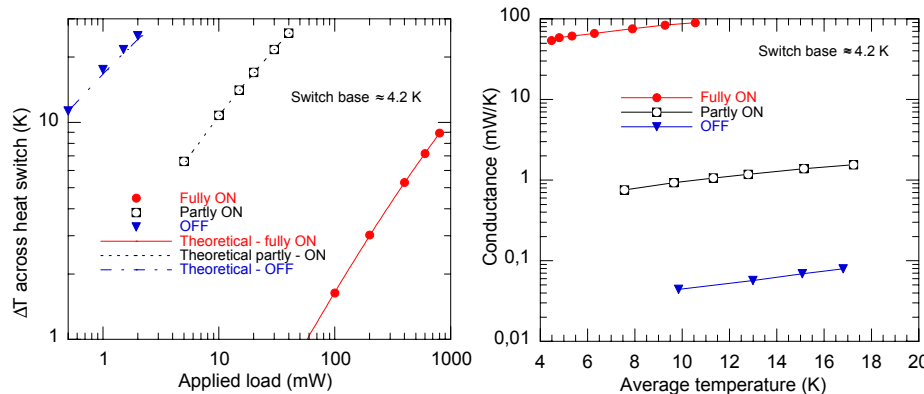 ΔT across heat switch (K)
10
1
Switch base ≈ 4.2 K
Fully ON
Partly ON
OFF
Theoretical - fully ON
Theoretical partly - ON
Theoretical - OFF
1 10 100 1000
Applied load (mW)
Conductance (mW/K)
100
10
1
0,1
0,01
Switch base ≈ 4.2 K
Fully ON
Partly ON
OFF
4 6 8 10 12 14 16 18 20
Average temperature (K)